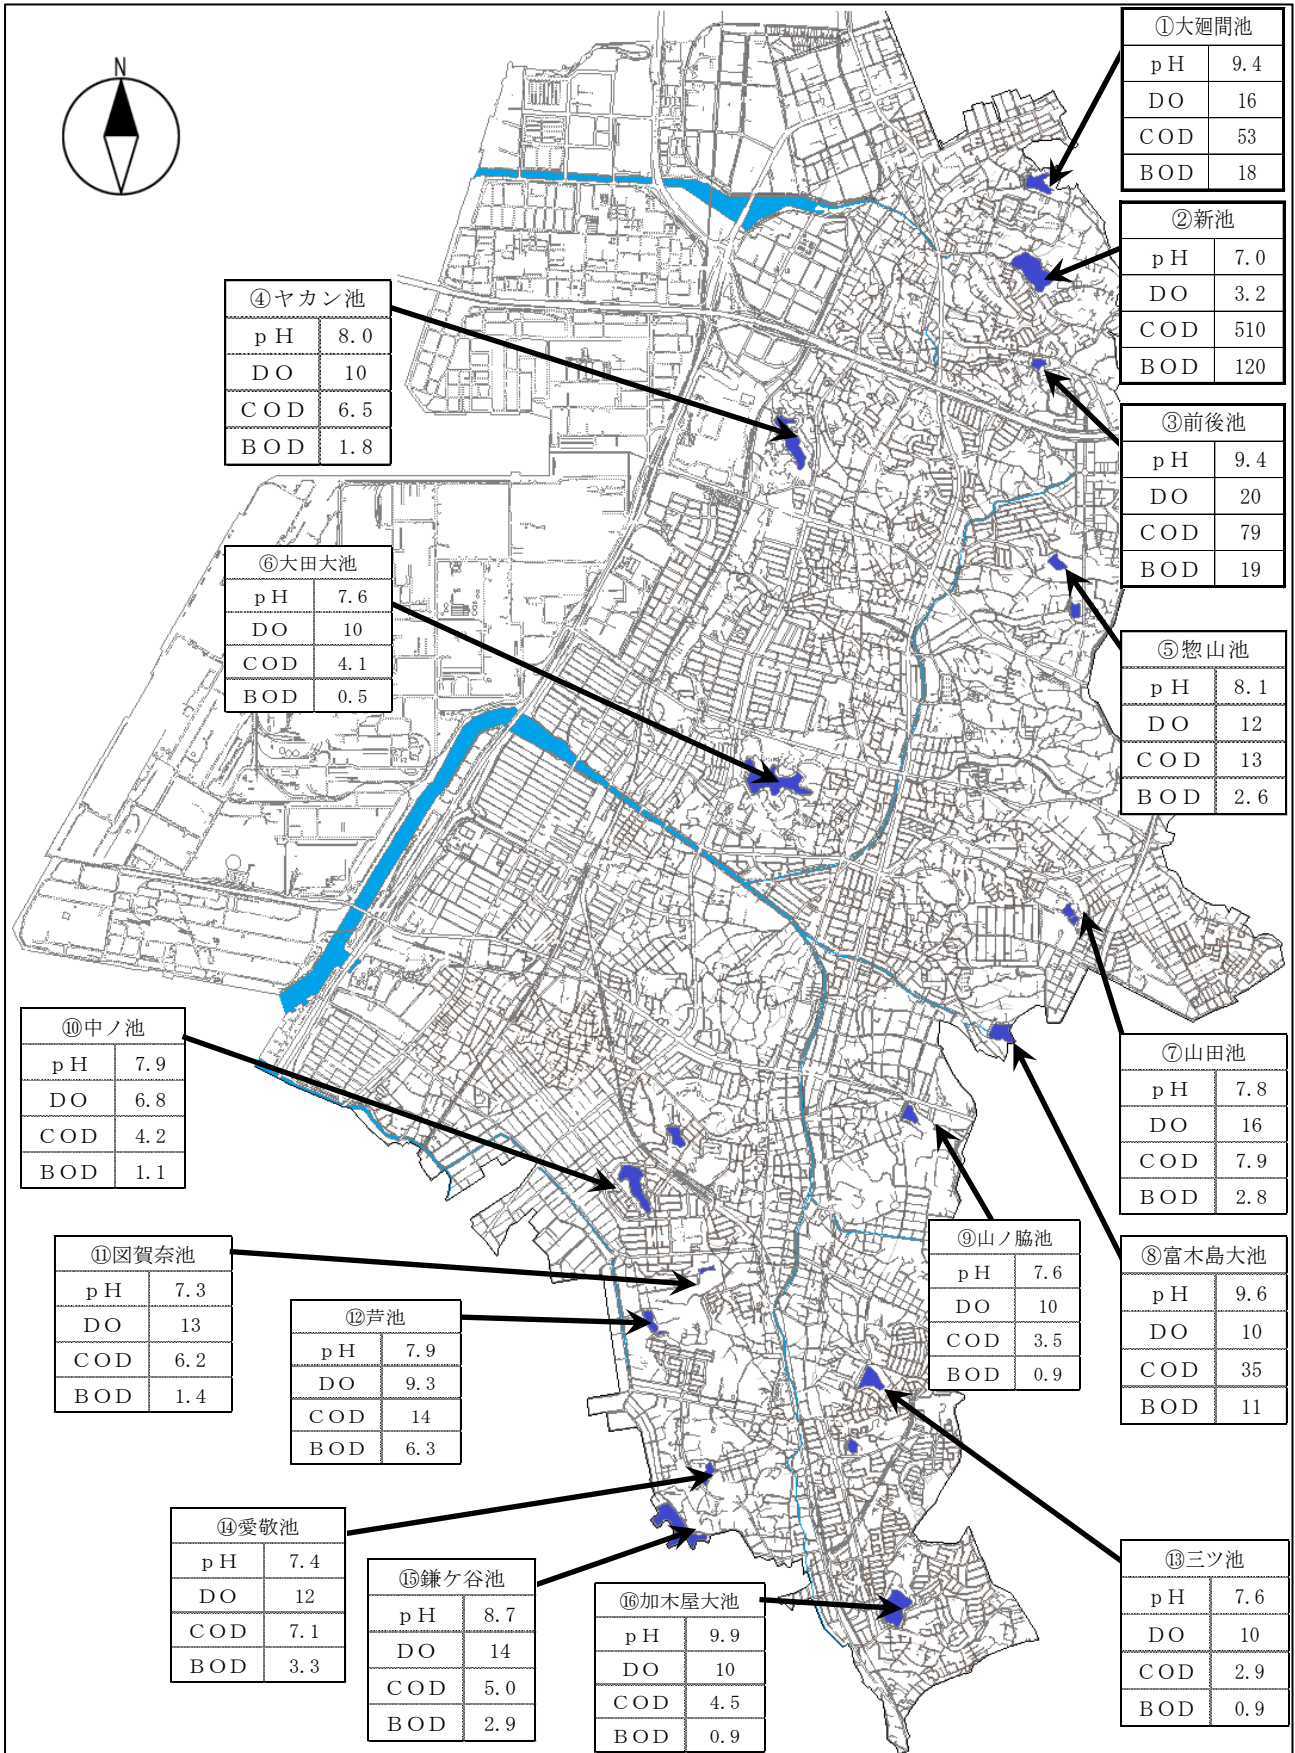 N
①大廻間池
pH 9.4
DO 16
COD 53
BOD 18
②新池
pH 7.0
DO 3.2
COD 510
BOD 120
③前後池
pH 9.4
DO 20
COD 79
BOD 19
④ヤカン池
pH 8.0
DO 10
COD 6.5
BOD 1.8
⑤惣山池
pH 8.1
DO 12
COD 13
BOD 2.6
⑥大田大池
pH 7.6
DO 10
COD 4.1
BOD 0.5
⑦山田池
pH 7.8
DO 16
COD 7.9
BOD 2.8
⑧富木島大池
pH 9.6
DO 10
COD 35
BOD 11
⑨山ノ脇池
pH 7.6
DO 10
COD 3.5
BOD 0.9
⑩中ノ池
pH 7.9
DO 6.8
COD 4.2
BOD 1.1
⑪図賀奈池
pH 7.3
DO 13
COD 6.2
BOD 1.4
⑫芦池
pH 7.9
DO 9.3
COD 14
BOD 6.3
⑬三ツ池
pH 7.6
DO 10
COD 2.9
BOD 0.9
⑭愛敬池
pH 7.4
DO 12
COD 7.1
BOD 3.3
⑮鎌ケ谷池
pH 8.7
DO 14
COD 5.0
BOD 2.9
⑯加木屋大池
pH 9.9
DO 10
COD 4.5
BOD 0.9